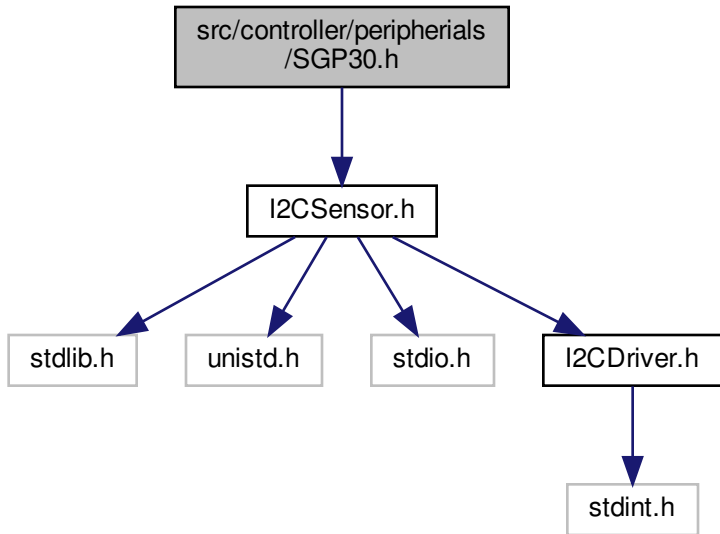 src/controller/peripherials
/SGP30.h
I2CSensor.h
stdlib.h
unistd.h
stdio.h
I2CDriver.h
stdint.h